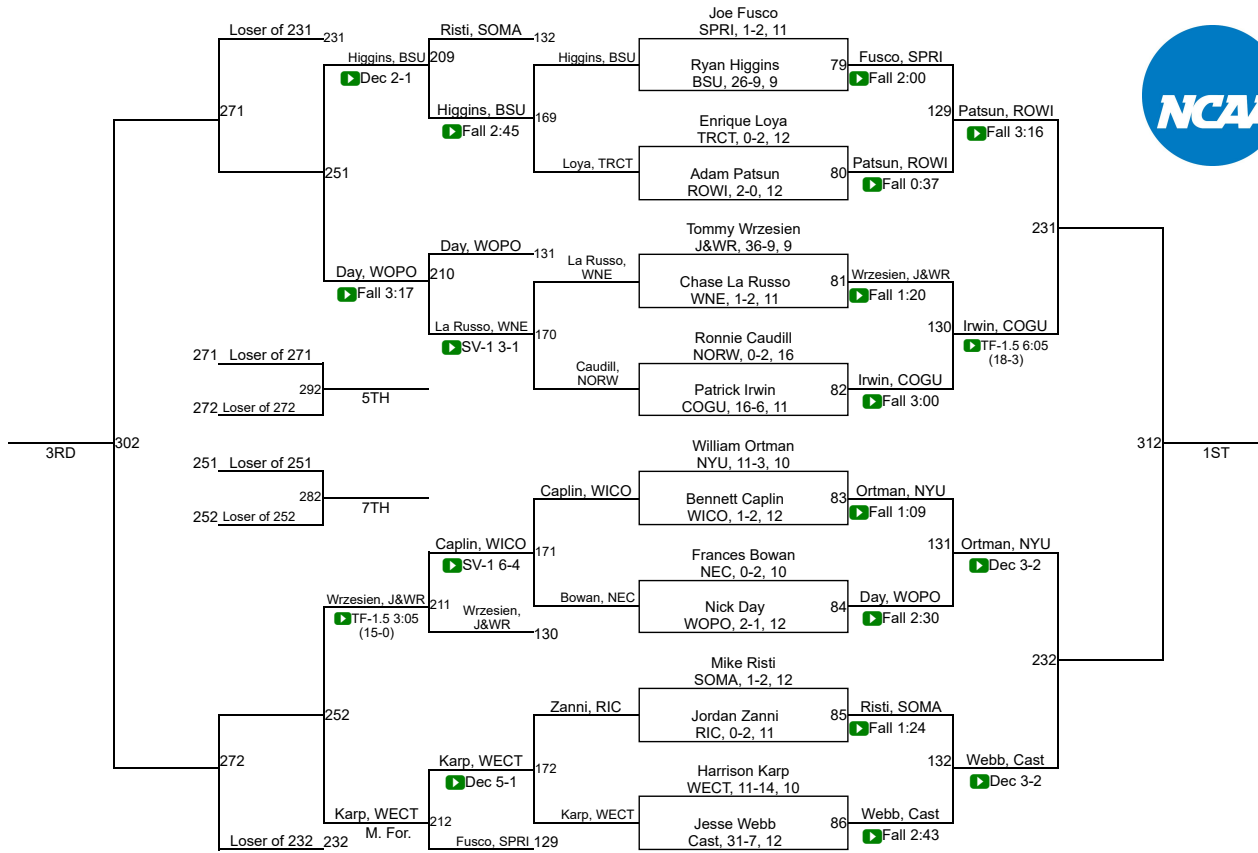 Joe Fusco
SPRI, 1-2, 11
Loser of 231
231
Risti, SOMA
132
Higgins, BSU
209
Dec 2-1
Higgins, BSU
Ryan Higgins
BSU, 26-9, 9
79
Fusco, SPRI
Fall 2:00
271
Higgins, BSU
Fall 2:45
169
Enrique Loya
TRCT, 0-2, 12
129
Patsun, ROWI
Fall 3:16
NCAA
251
Loya, TRCT
Adam Patsun
ROWI, 2-0, 12
80
Patsun, ROWI
Fall 0:37
Tommy Wrzesien
J&WR, 36-9, 9
231
Day, WOPO
131
La Russo,
WNE
Day, WOPO
210
Fall 3:17
Chase La Russo
WNE, 1-2, 11
81
Wrzesien, J&WR
Fall 1:20
La Russo, WNE
SV-1 3-1
170
Ronnie Caudill
NORW, 0-2, 16
130
Irwin, COGU
TF-1.5 6:05
(18-3)
271
Loser of 271
292
5TH
272
Loser of 272
Caudill,
NORW
Patrick Irwin
COGU, 16-6, 11
82
Irwin, COGU
Fall 3:00
3RD
302
William Ortman
NYU, 11-3, 10
312
1ST
251
Loser of 251
282
7TH
252
Loser of 252
Caplin, WICO
Bennett Caplin
WICO, 1-2, 12
83
Ortman, NYU
Fall 1:09
Caplin, WICO
SV-1 6-4
171
Frances Bowan
NEC, 0-2, 10
131
Ortman, NYU
Dec 3-2
Wrzesien, J&WR
211
TF-1.5 3:05
(15-0)
Wrzesien,
J&WR
130
Bowan, NEC
Nick Day
WOPO, 2-1, 12
84
Day, WOPO
Fall 2:30
232
Mike Risti
SOMA, 1-2, 12
252
Zanni, RIC
Jordan Zanni
RIC, 0-2, 11
85
Risti, SOMA
Fall 1:24
272
Karp, WECT
Dec 5-1
172
Harrison Karp
WECT, 11-14, 10
132
Webb, Cast
Dec 3-2
Karp, WECT
M. For.
212
Karp, WECT
Jesse Webb
Cast, 31-7, 12
86
Webb, Cast
Fall 2:43
Loser of 232
232
Fusco, SPRI
129